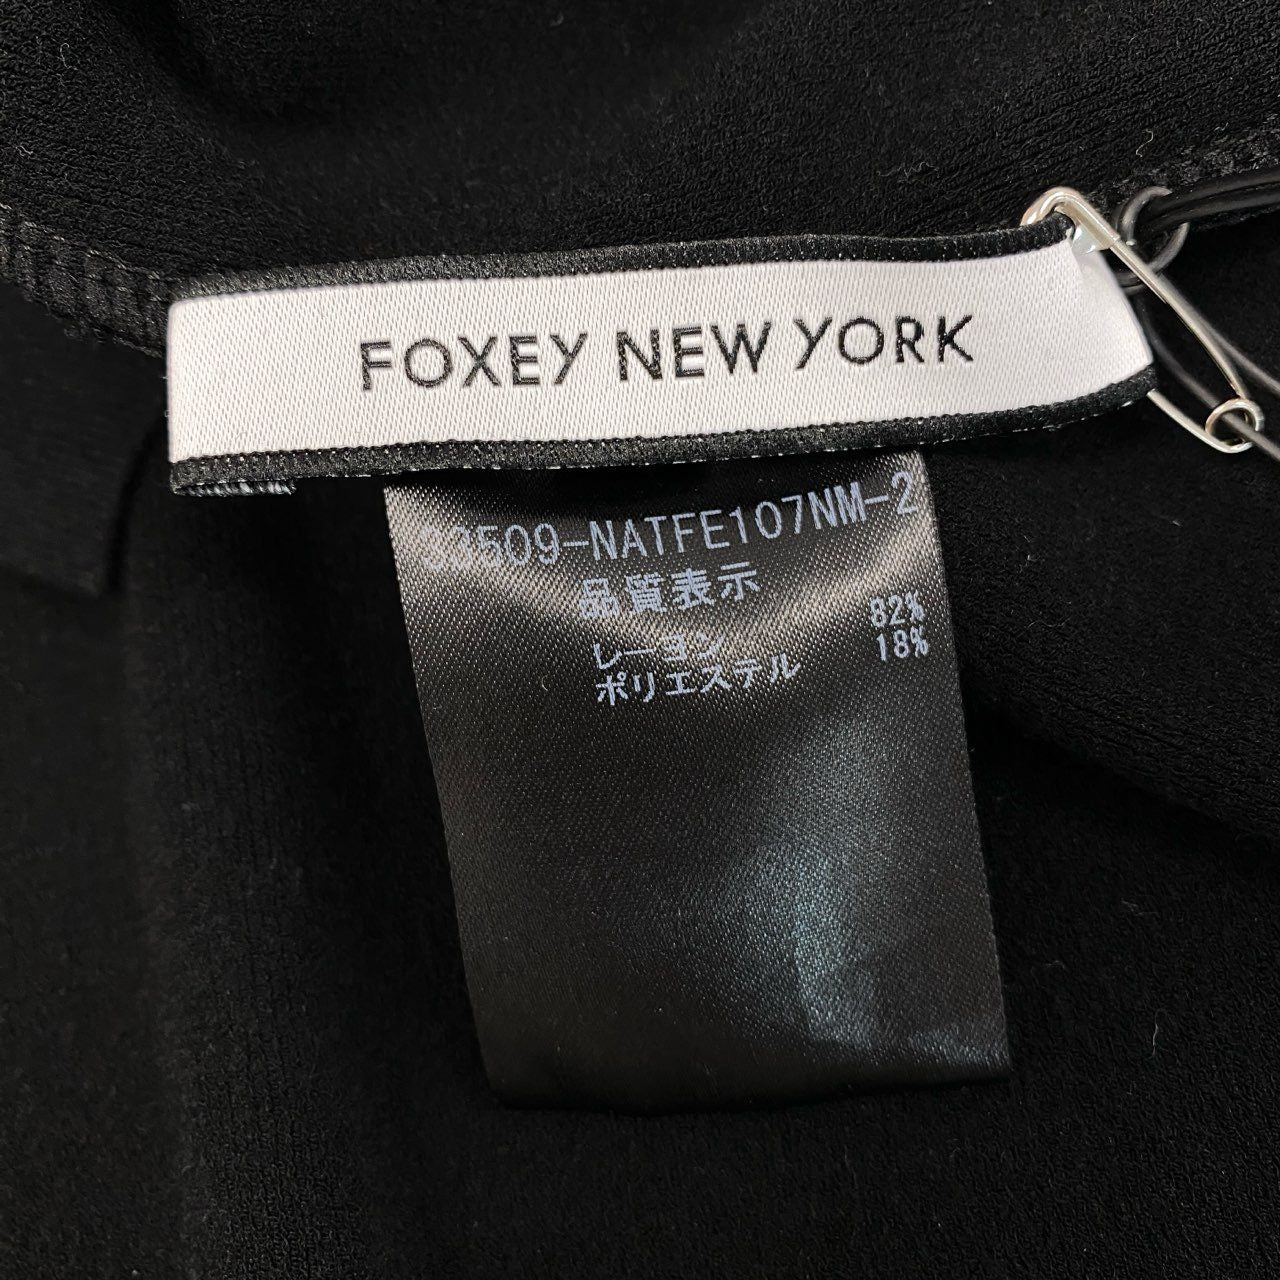 FOXEY NEW YORK
33509-NATFE107NM-2
品質表示
レーヨン 82%
ポリエステル 18%